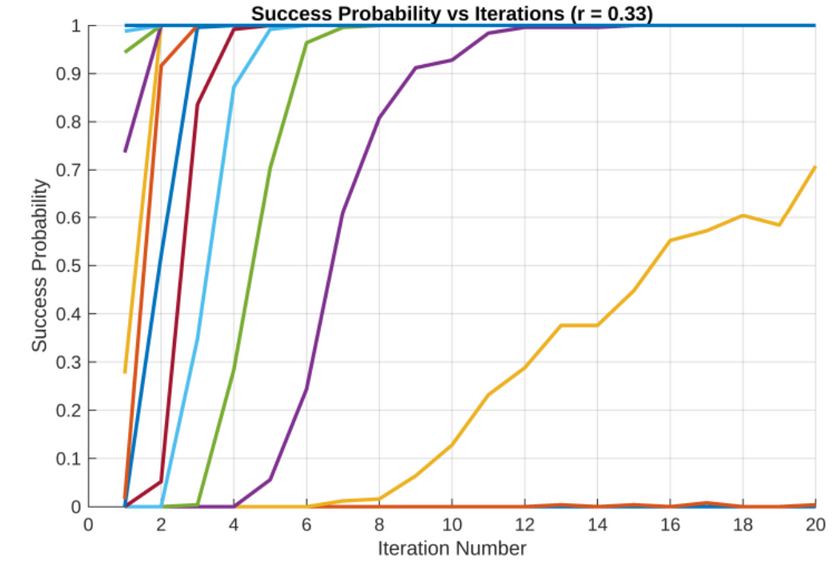 Success Probability vs Iterations (r = 0.33)
1
0.9
0.8
0.7
0.6
0.5
0.4
0.3
0.2
0.1
0
Success Probability
0 2 4 6 8 10 12 14 16 18 20
Iteration Number